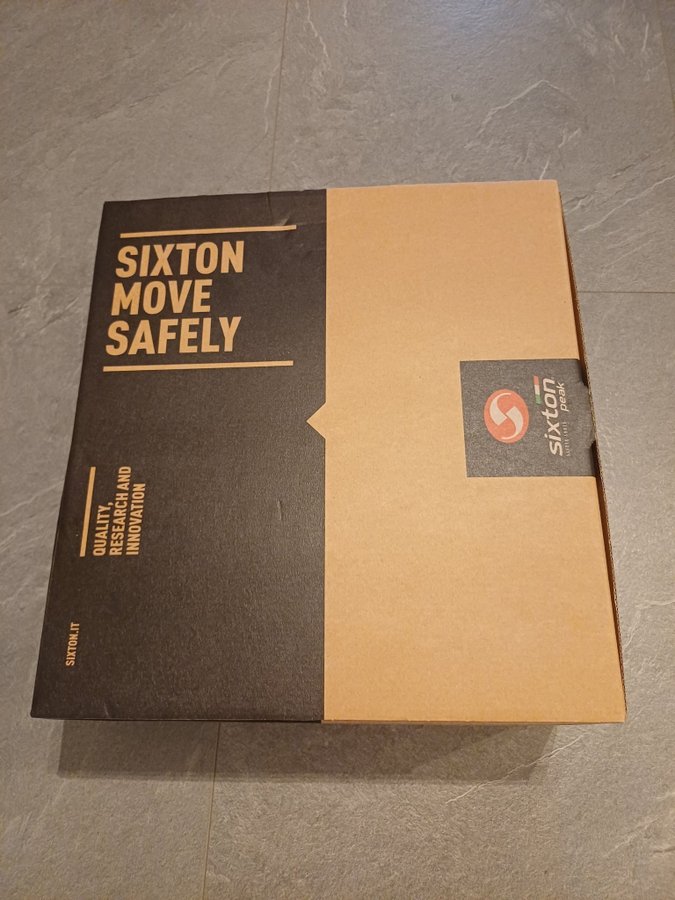 SIXTON
MOVE
SAFELY
QUALITY,
RESEARCH AND
INNOVATION
SIXTON.IT
sixton
peak